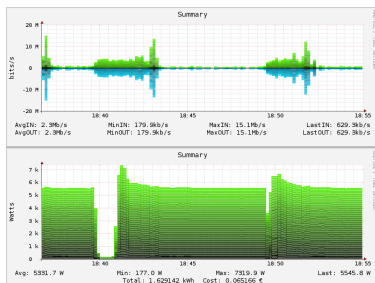 Summary
20 M
10 M
0
-10 M
-20 M
bits/s
18:40 18:45 18:50 18:55
AvgIN: 2.3Mb/s MinIN: 179.9kb/s MaxIN: 15.1Mb/s LastIN: 629.3kb/s
AvgOUT: 2.3Mb/s MinOUT: 179.9kb/s MaxOUT: 15.1Mb/s LastOUT: 629.3kb/s
Summary
7 k
6 k
5 k
4 k
3 k
2 k
1 k
0
Watts
18:40 18:45 18:50 18:55
Avg: 5331.7 W Min: 177.0 W Max: 7319.9 W Last: 5545.8 W
Total: 1.629142 kWh Cost: 0.065166 €